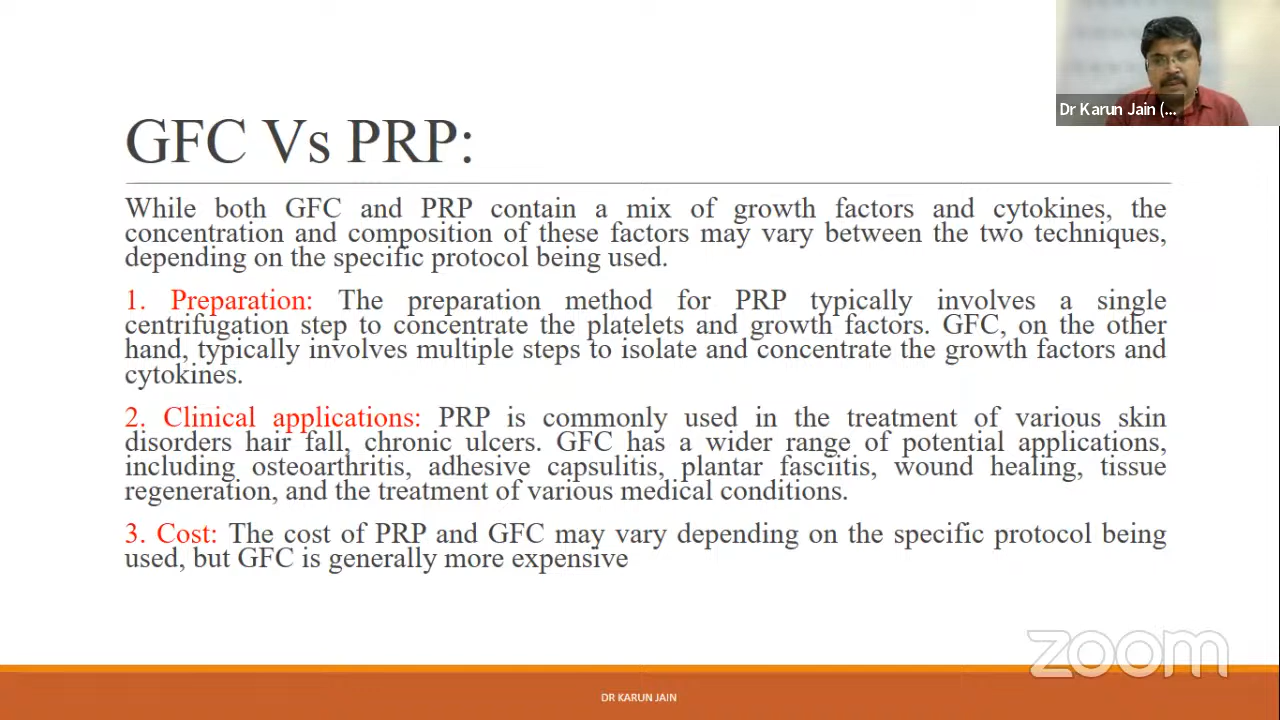 Dr Karun Jain (...
GFC Vs PRP:
While both GFC and PRP contain a mix of growth factors and cytokines, the
concentration and composition of these factors may vary between the two techniques,
depending on the specific protocol being used.
1. Preparation: The preparation method for PRP typically involves a single
centrifugation step to concentrate the platelets and growth factors. GFC, on the other
hand, typically involves multiple steps to isolate and concentrate the growth factors and
cytokines.
2. Clinical applications: PRP is commonly used in the treatment of various skin
disorders hair fall, chronic ulcers. GFC has a wider range of potential applications,
including osteoarthritis, adhesive capsulitis, plantar fasciitis, wound healing, tissue
regeneration, and the treatment of various medical conditions.
3. Cost: The cost of PRP and GFC may vary depending on the specific protocol being
used, but GFC is generally more expensive
zoom
DR KARUN JAIN